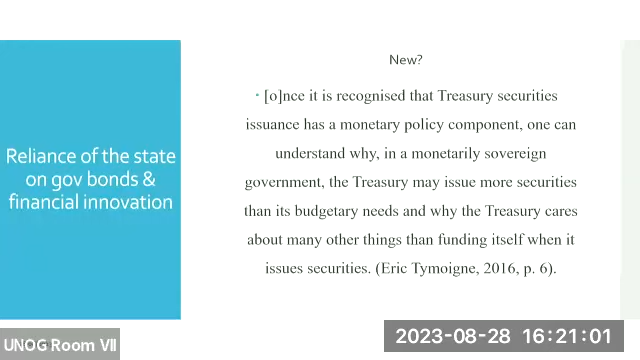 New?
Reliance of the state
on gov bonds &
financial innovation
[o]nce it is recognised that Treasury securities
issuance has a monetary policy component, one can
understand why, in a monetarily sovereign
government, the Treasury may issue more securities
than its budgetary needs and why the Treasury cares
about many other things than funding itself when it
issues securities. (Eric Tymoigne, 2016, p. 6).
UNOG Room VII
2023-08-28 16:21:01